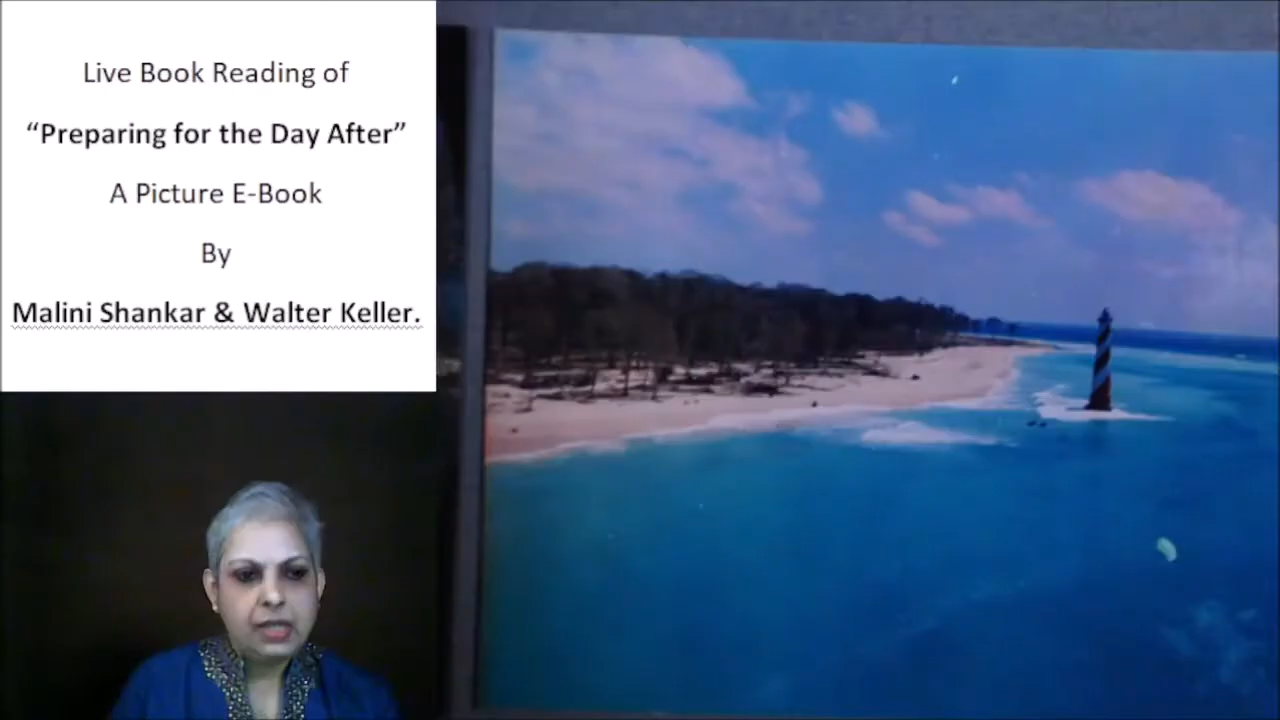 Live Book Reading of
“Preparing for the Day After”
A Picture E-Book
By
Malini Shankar & Walter Keller.